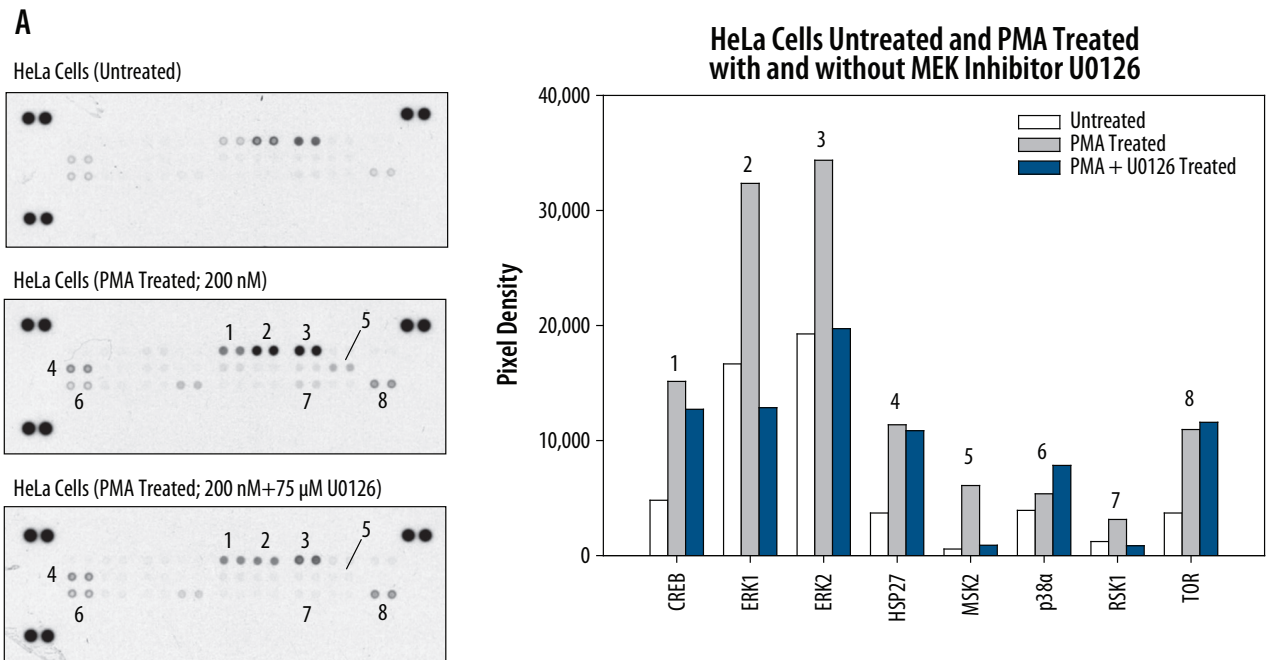 A
HeLa Cells (Untreated)
HeLa Cells (PMA Treated; 200 nM)
1 2 3 5
4
6 7 8
HeLa Cells (PMA Treated; 200 nM+75 µM U0126)
1 2 3 5
4
6 7 8
HeLa Cells Untreated and PMA Treated
with and without MEK Inhibitor U0126
Pixel Density
40,000
30,000
20,000
10,000
0
Untreated
PMA Treated
PMA + U0126 Treated
1
2
3
4
5
6
7
8
CREB
ERK1
ERK2
HSP27
MSK2
p38α
RSK1
TOR